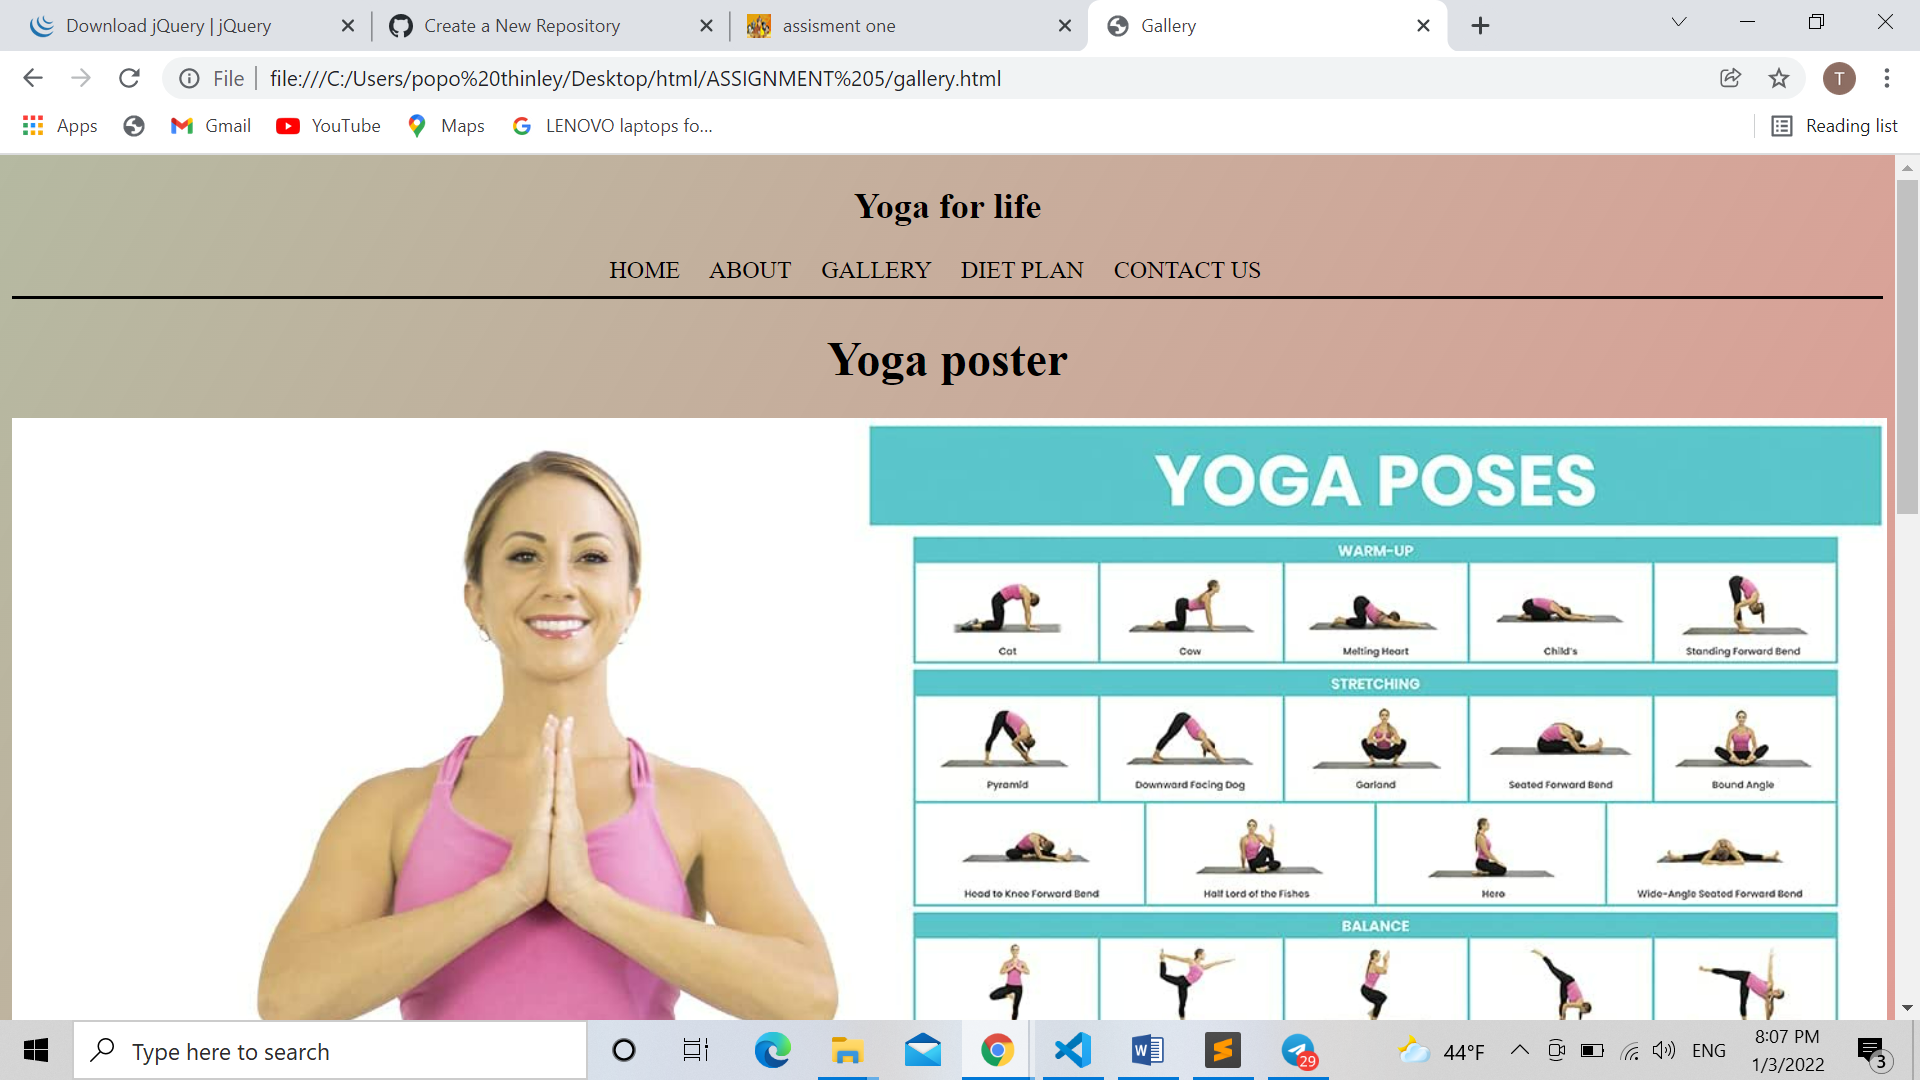 Download jQuery | jQuery
Create a New Repository
assisment one
Gallery
File
file:///C:/Users/popo%20thinley/Desktop/html/ASSIGNMENT%205/gallery.html
T
Apps
Gmail
YouTube
Maps
LENOVO laptops fo...
Reading list
Yoga for life
HOME ABOUT GALLERY DIET PLAN CONTACT US
Yoga poster
YOGA POSES
WARM-UP
Cat Cow Melting Heart Child's Standing Forward Bend
STRETCHING
Pyramid Downward Facing Dog Garland Seated Forward Bend Bound Angle
Head to Knee Forward Bend Half Lord of the Fishes Hero Wide-Angle Seated Forward Bend
BALANCE
Type here to search
29
44°F
ENG
8:07 PM
1/3/2022
3